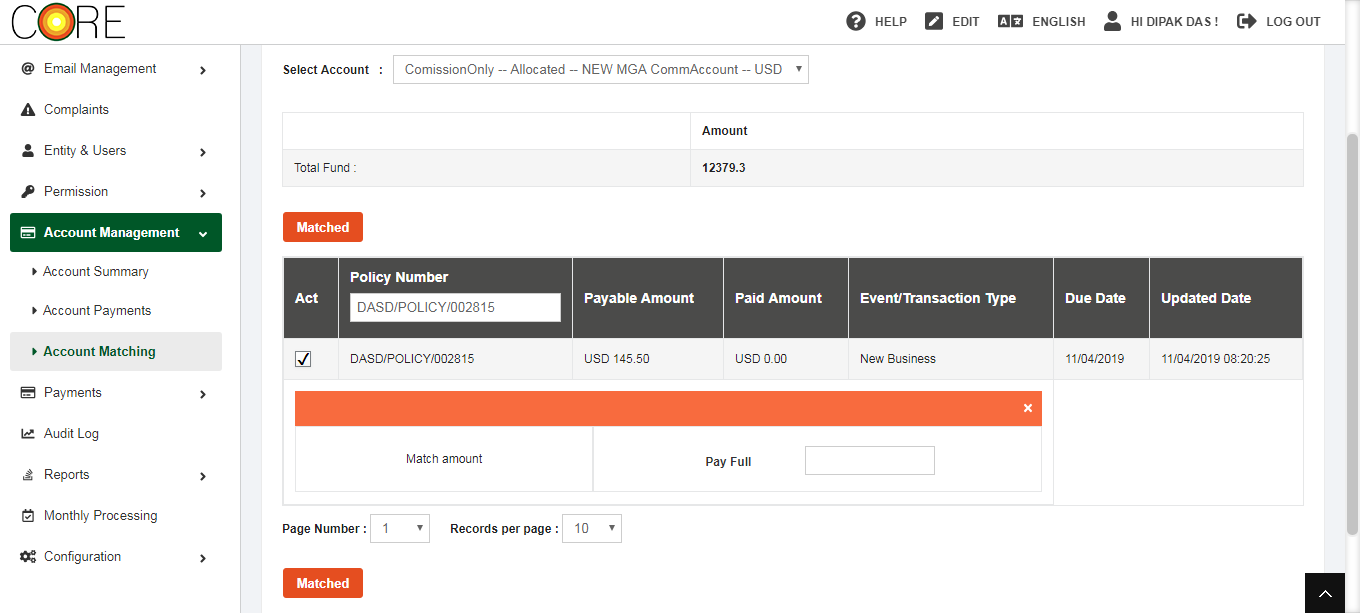 CORE
HELP
EDIT
ENGLISH
HI DIPAK DAS !
LOG OUT
Email Management
Complaints
Entity & Users
Permission
Account Management
Account Summary
Account Payments
Account Matching
Payments
Audit Log
Reports
Monthly Processing
Configuration
Select Account :
ComissionOnly -- Allocated -- NEW MGA CommAccount -- USD
Amount
Total Fund : 12379.3
Matched
Act Policy Number Payable Amount Paid Amount Event/Transaction Type Due Date Updated Date
DASD/POLICY/002815
DASD/POLICY/002815 USD 145.50 USD 0.00 New Business 11/04/2019 11/04/2019 08:20:25
Match amount Pay Full
Page Number : 1 Records per page : 10
Matched